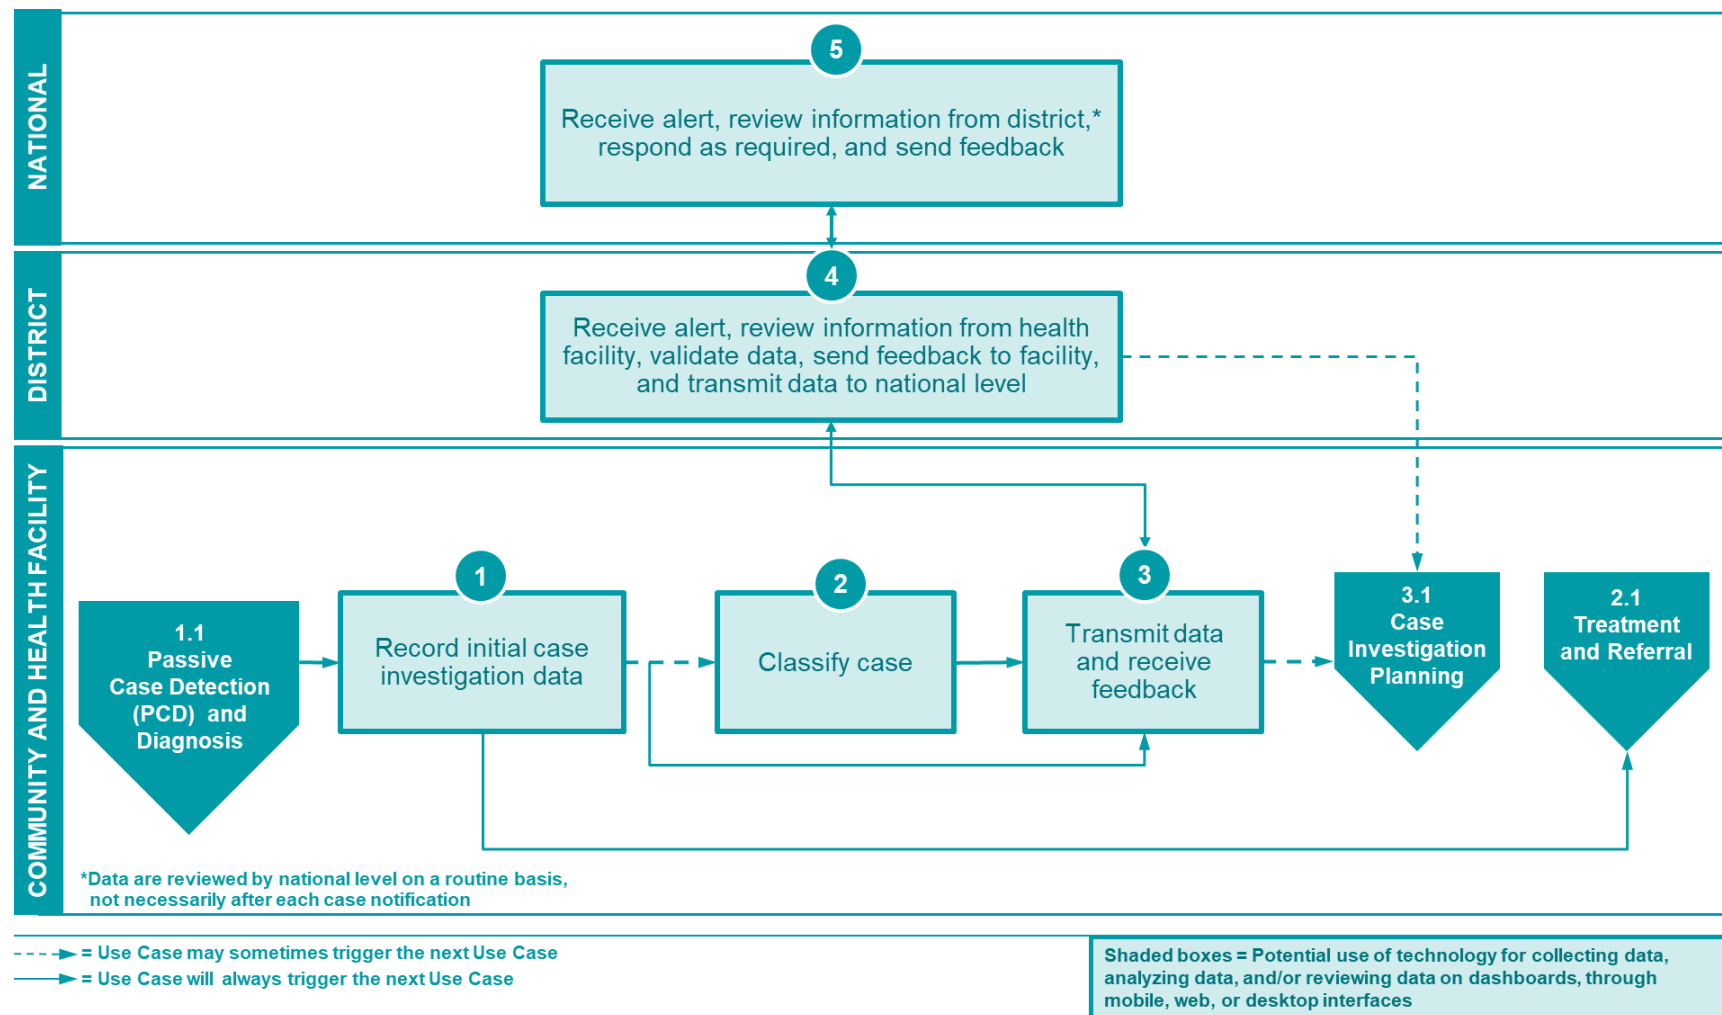 NATIONAL
5
Receive alert, review information from district,*
respond as required, and send feedback
DISTRICT
4
Receive alert, review information from health
facility, validate data, send feedback to facility,
and transmit data to national level
COMMUNITY AND HEALTH FACILITY
1.1
Passive
Case Detection
(PCD) and
Diagnosis
1
Record initial case
investigation data
2
Classify case
3
Transmit data
and receive
feedback
3.1
Case
Investigation
Planning
2.1
Treatment
and Referral
*Data are reviewed by national level on a routine basis,
not necessarily after each case notification
= Use Case may sometimes trigger the next Use Case
= Use Case will always trigger the next Use Case
Shaded boxes = Potential use of technology for collecting data,
analyzing data, and/or reviewing data on dashboards, through
mobile, web, or desktop interfaces